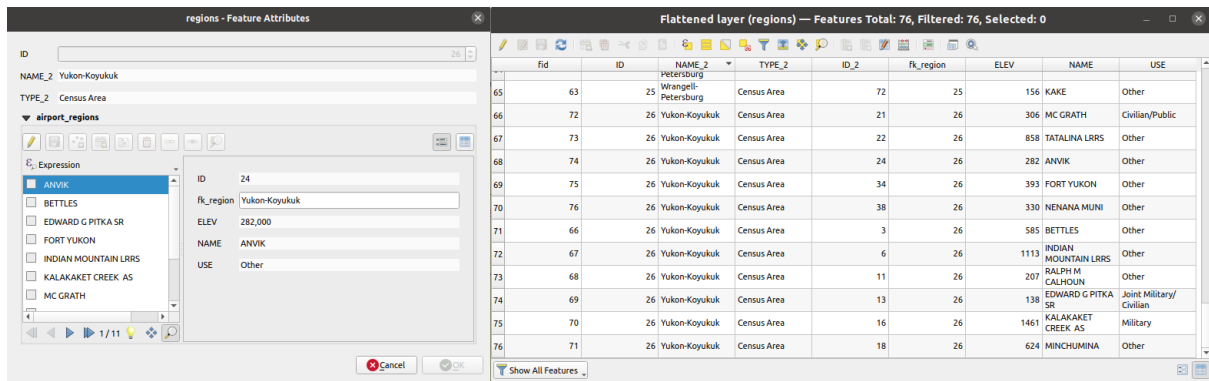 regions - Feature Attributes
ID 26
NAME_2 Yukon-Koyukuk
TYPE_2 Census Area
airport_regions
Expression
ANVIK
BETTLES
EDWARD G PITKA SR
FORT YUKON
INDIAN MOUNTAIN LRRS
KALAKAKET CREEK AS
MC GRATH
ID 24
fk_region Yukon-Koyukuk
ELEV 282,000
NAME ANVIK
USE Other
1/11
Cancel OK
Flattened layer (regions) — Features Total: 76, Filtered: 76, Selected: 0
fid ID NAME_2 TYPE_2 ID_2 fk_region ELEV NAME USE
Petersburg
65 63 25 Wrangell-Petersburg Census Area 72 25 156 KAKE Other
66 72 26 Yukon-Koyukuk Census Area 21 26 306 MC GRATH Civilian/Public
67 73 26 Yukon-Koyukuk Census Area 22 26 858 TATALINA LRRS Other
68 74 26 Yukon-Koyukuk Census Area 24 26 282 ANVIK Other
69 75 26 Yukon-Koyukuk Census Area 34 26 393 FORT YUKON Other
70 76 26 Yukon-Koyukuk Census Area 38 26 330 NENANA MUNI Other
71 66 26 Yukon-Koyukuk Census Area 3 26 585 BETTLES Other
72 67 26 Yukon-Koyukuk Census Area 6 26 1113 INDIAN MOUNTAIN LRRS Other
73 68 26 Yukon-Koyukuk Census Area 11 26 207 RALPH M CALHOUN Other
74 69 26 Yukon-Koyukuk Census Area 13 26 138 EDWARD G PITKA SR Joint Military/Civilian
75 70 26 Yukon-Koyukuk Census Area 16 26 1461 KALAKAKET CREEK AS Military
76 71 26 Yukon-Koyukuk Census Area 18 26 624 MINCHUMINA Other
Show All Features